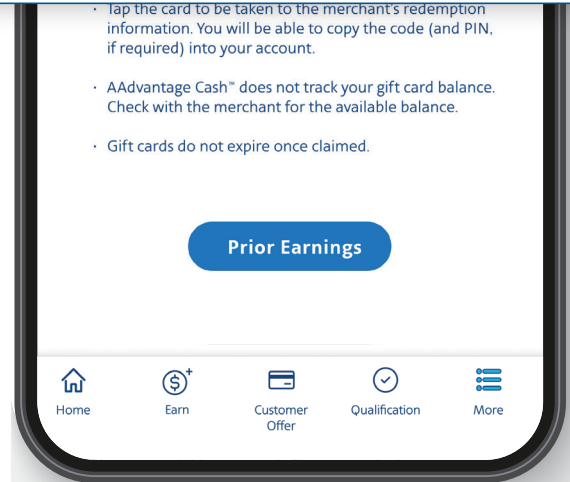 · Tap the card to be taken to the merchant's redemption
information. You will be able to copy the code (and PIN,
if required) into your account.
· AAdvantage Cash™ does not track your gift card balance.
Check with the merchant for the available balance.
· Gift cards do not expire once claimed.
Prior Earnings
Home
Earn
Customer
Offer
Qualification
More